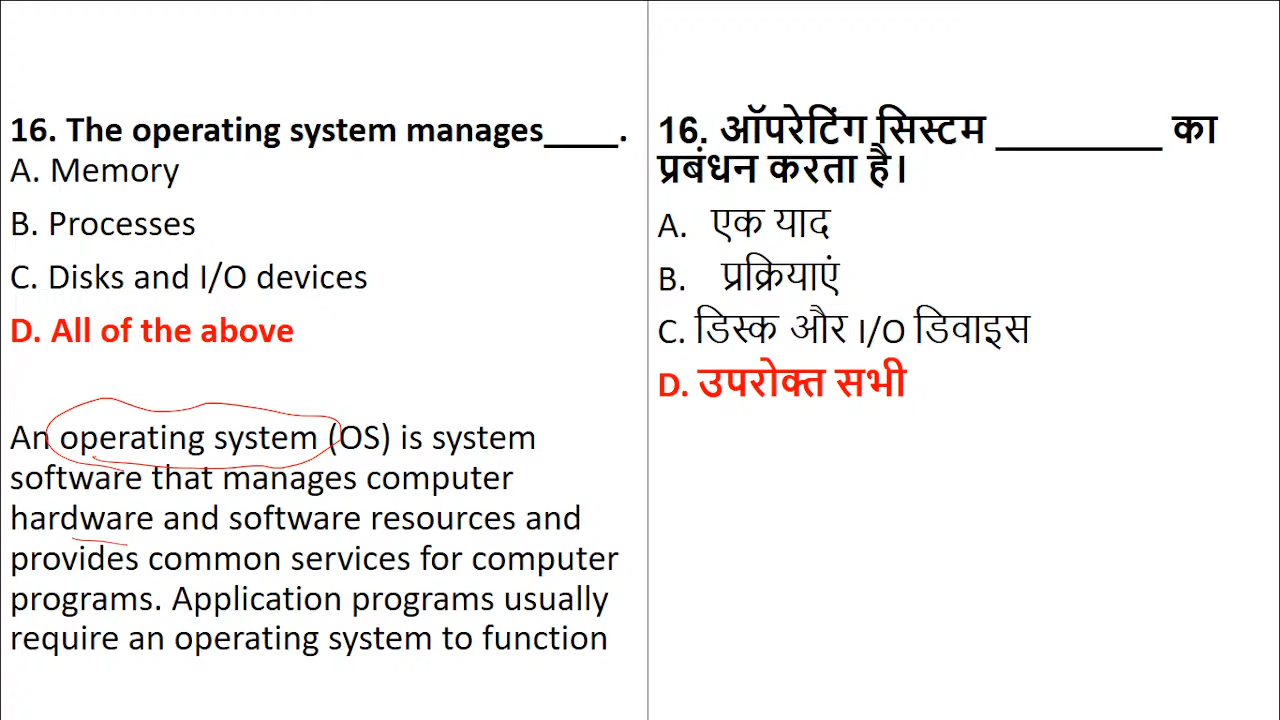 16. The operating system manages____.
A. Memory
B. Processes
C. Disks and I/O devices
D. All of the above
An operating system (OS) is system
software that manages computer
hardware and software resources and
provides common services for computer
programs. Application programs usually
require an operating system to function
16. ऑपरेटिंग सिस्टम _________ का
प्रबंधन करता है।
A. एक याद
B. प्रक्रियाएं
C. डिस्क और I/O डिवाइस
D. उपरोक्त सभी